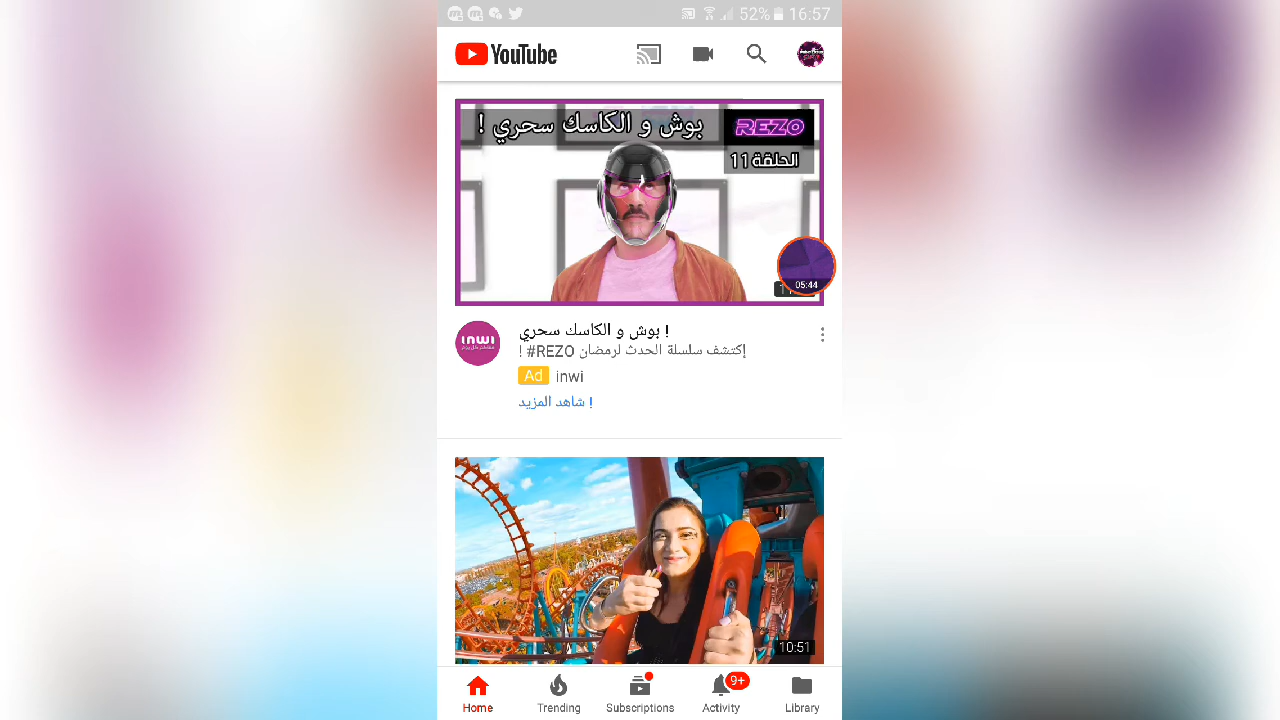 52% 16:57
YouTube
بوش و الكاسك سحري !
REZO
الحلقة 11
05:44
inwi
بوش و الكاسك سحري !
إكتشف سلسلة الحدث لرمضان REZO# !
Ad inwi
شاهد المزيد !
10:51
Home Trending Subscriptions Activity Library
9+